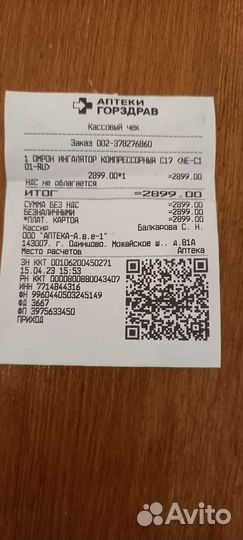 АПТЕКИ
ГОРЗДРАВ
Кассовый чек
Заказ 002-378276860
1 ОМРОН ИНГАЛЯТОР КОМПРЕССОРНЫЙ C17 <NE-C1
01-RU>
2899.00*1 =2899.00
НДС не облагается
ИТОГ =2899.00
СУММА БЕЗ НДС =2899.00
БЕЗНАЛИЧНЫМИ =2899.00
*ПЛАТ. КАРТОЙ =2899.00
Кассир Балкарова С. Н.
ООО "АПТЕКА-А.в.е-1"
143007. г. Одинцово. Можайское ш.. д.81А
Место расчетов Аптека
ЗН ККТ 00106200450271
15.04.23 15:53
РН ККТ 0000800880043407
ИНН 7714844316
ФН 9960440503245149
ФД 3667
ФП 3975633450
ПРИХОД
Avito